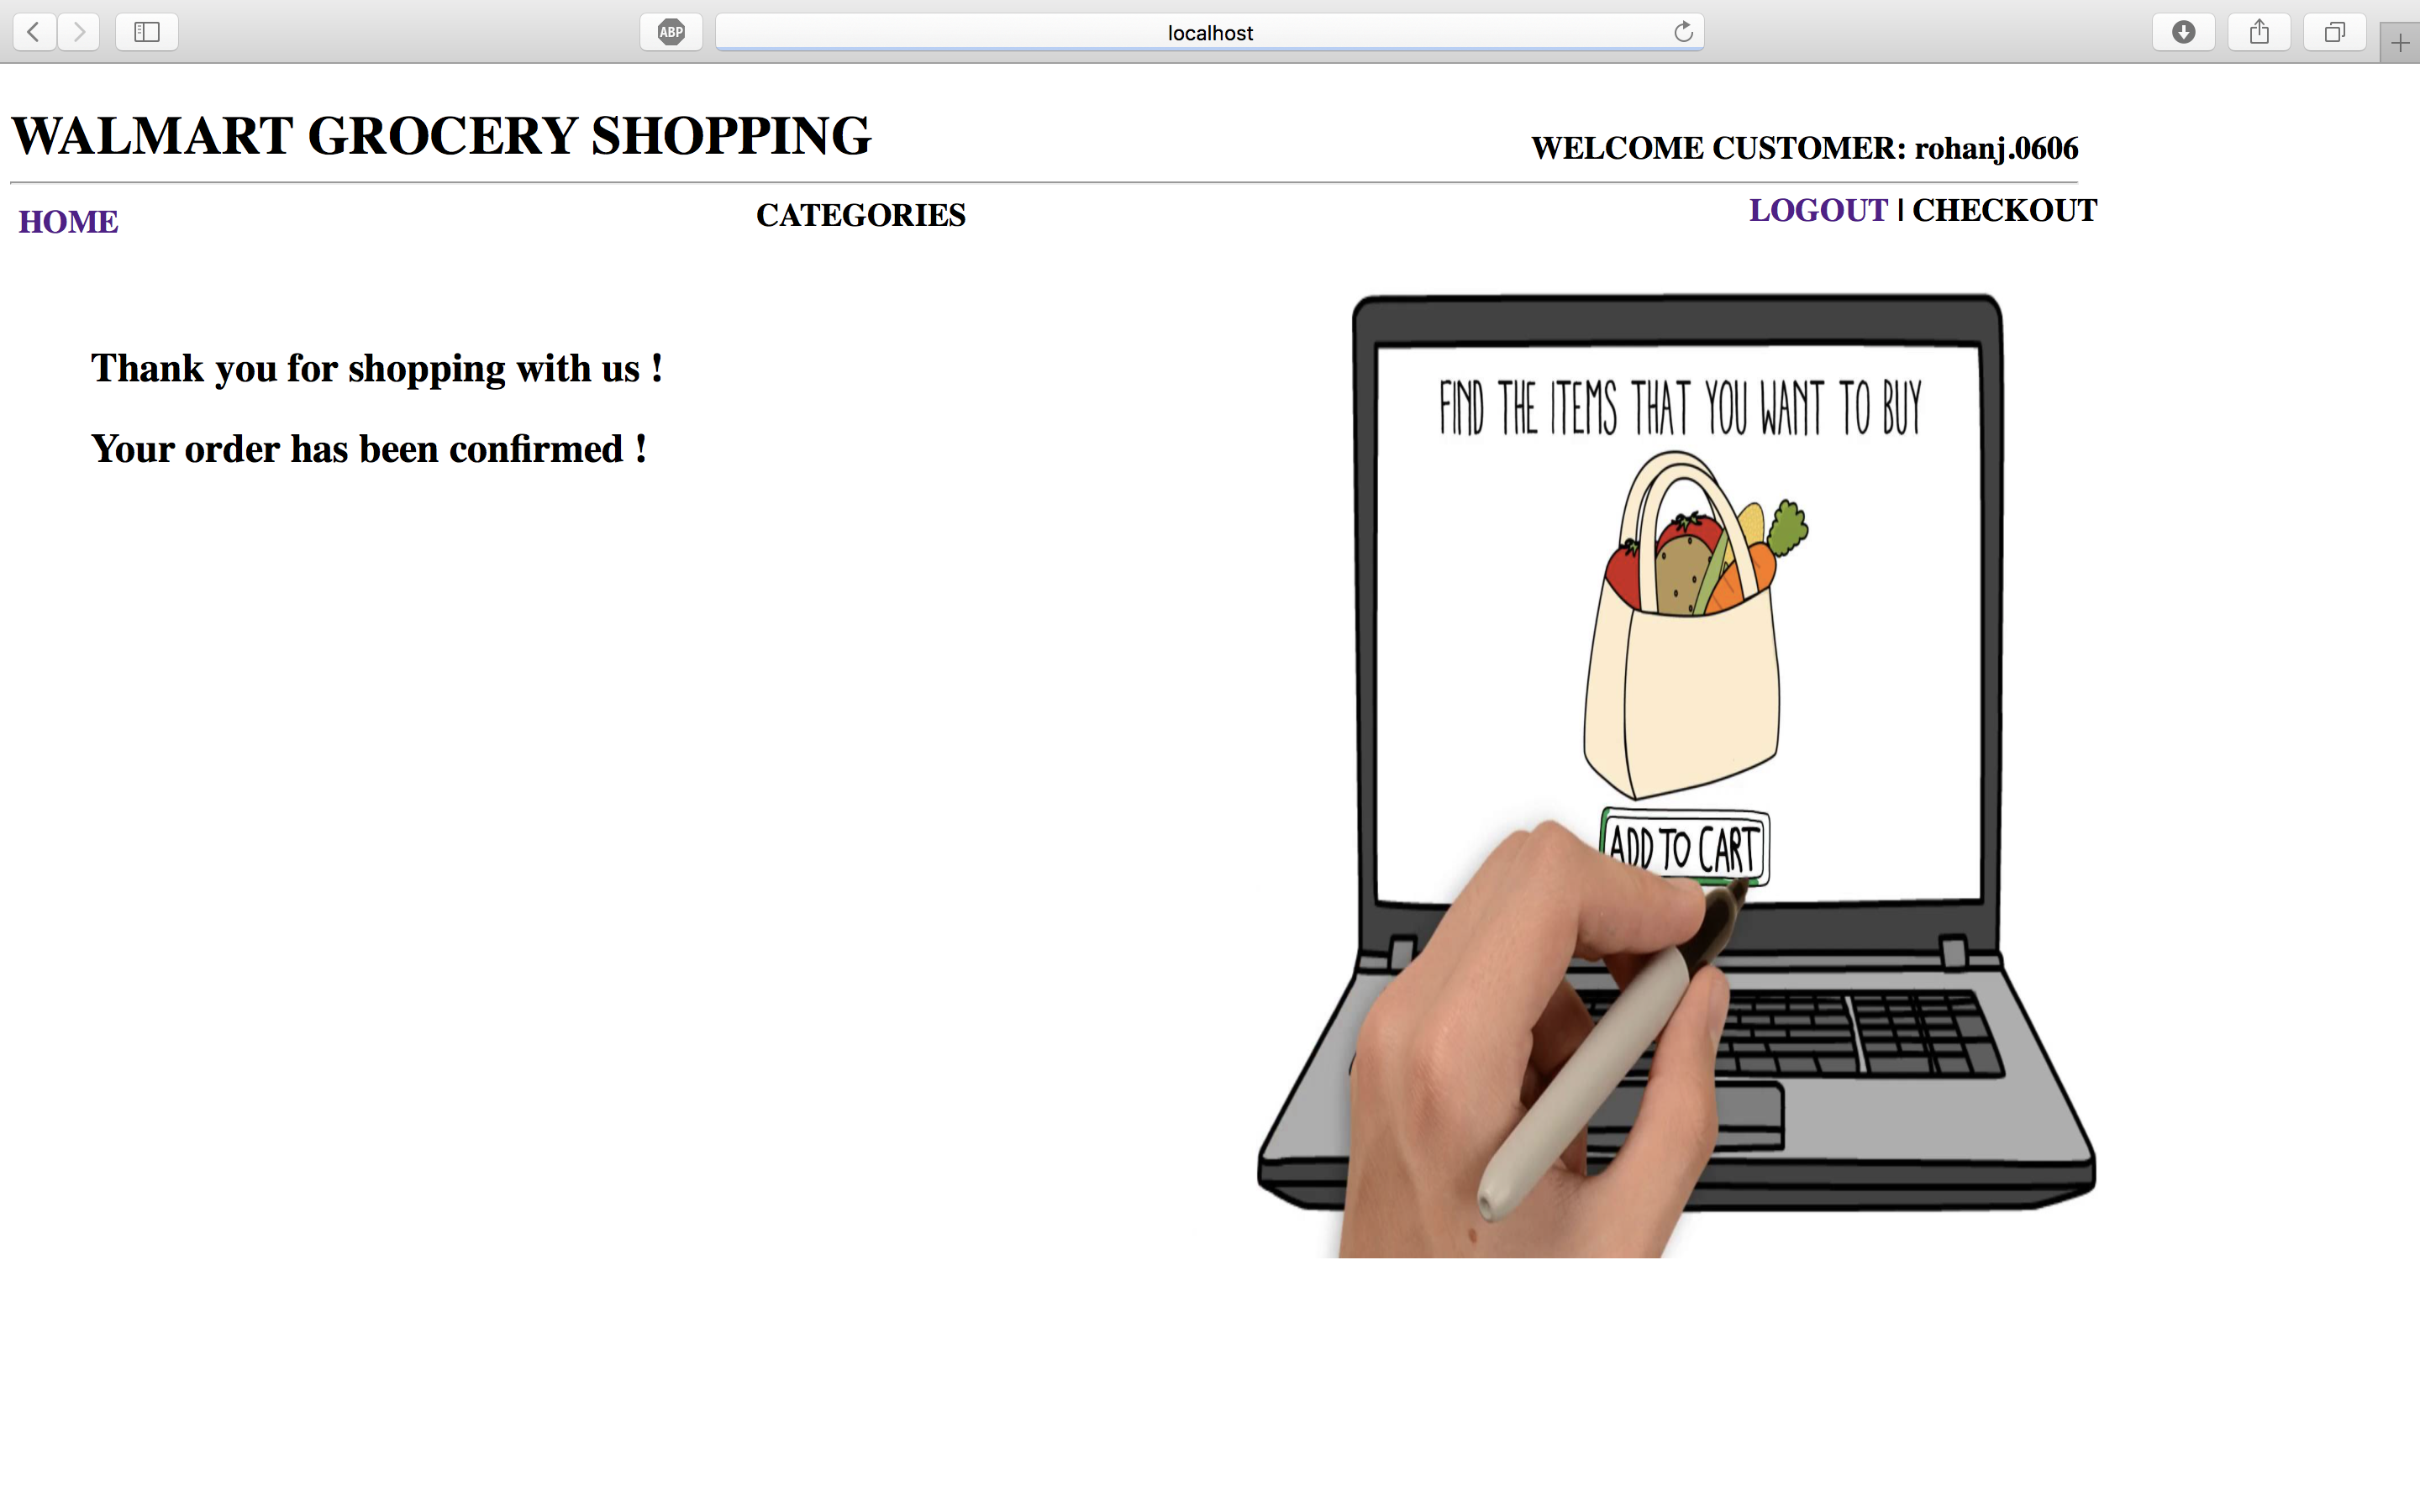 ABP
localhost
WALMART GROCERY SHOPPING
WELCOME CUSTOMER: rohanj.0606
HOME
CATEGORIES
LOGOUT | CHECKOUT
Thank you for shopping with us !
Your order has been confirmed !
FIND THE ITEMS THAT YOU WANT TO BUY
ADD TO CART